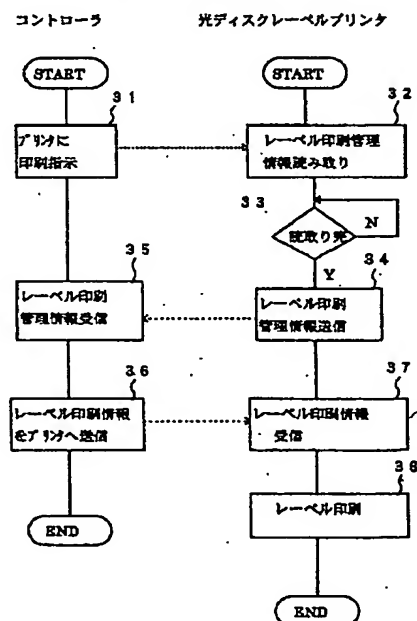 コントローラ
光ディスクレーベルプリンタ
START
START
31
32
プリンタに
印刷指示
レーベル印刷管理
情報読み取り
33
読取り完
N
Y
35
34
レーベル印刷
管理情報受信
レーベル印刷
管理情報送信
36
37
レーベル印刷情報
をプリンタへ送信
レーベル印刷情報
受信
38
レーベル印刷
END
END